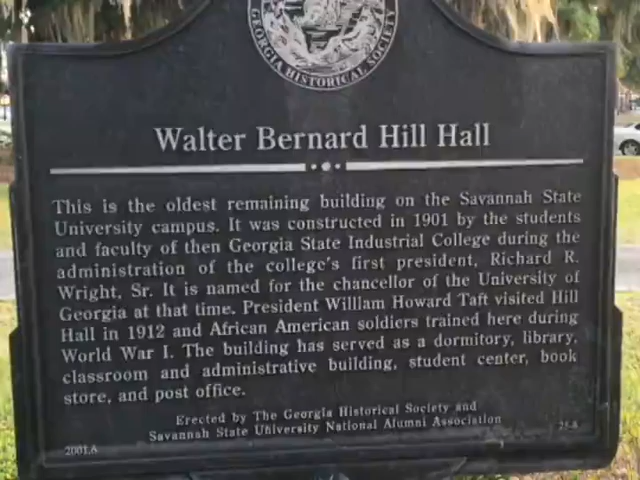 GEORGIA HISTORICAL SOCIETY
Walter Bernard Hill Hall
This is the oldest remaining building on the Savannah State
University campus. It was constructed in 1901 by the students
and faculty of then Georgia State Industrial College during the
administration of the college's first president, Richard R.
Wright, Sr. It is named for the chancellor of the University of
Georgia at that time. President William Howard Taft visited Hill
Hall in 1912 and African American soldiers trained here during
World War I. The building has served as a dormitory, library,
classroom and administrative building, student center, book
store, and post office.
Erected by The Georgia Historical Society and
Savannah State University National Alumni Association
2001.A 25-8